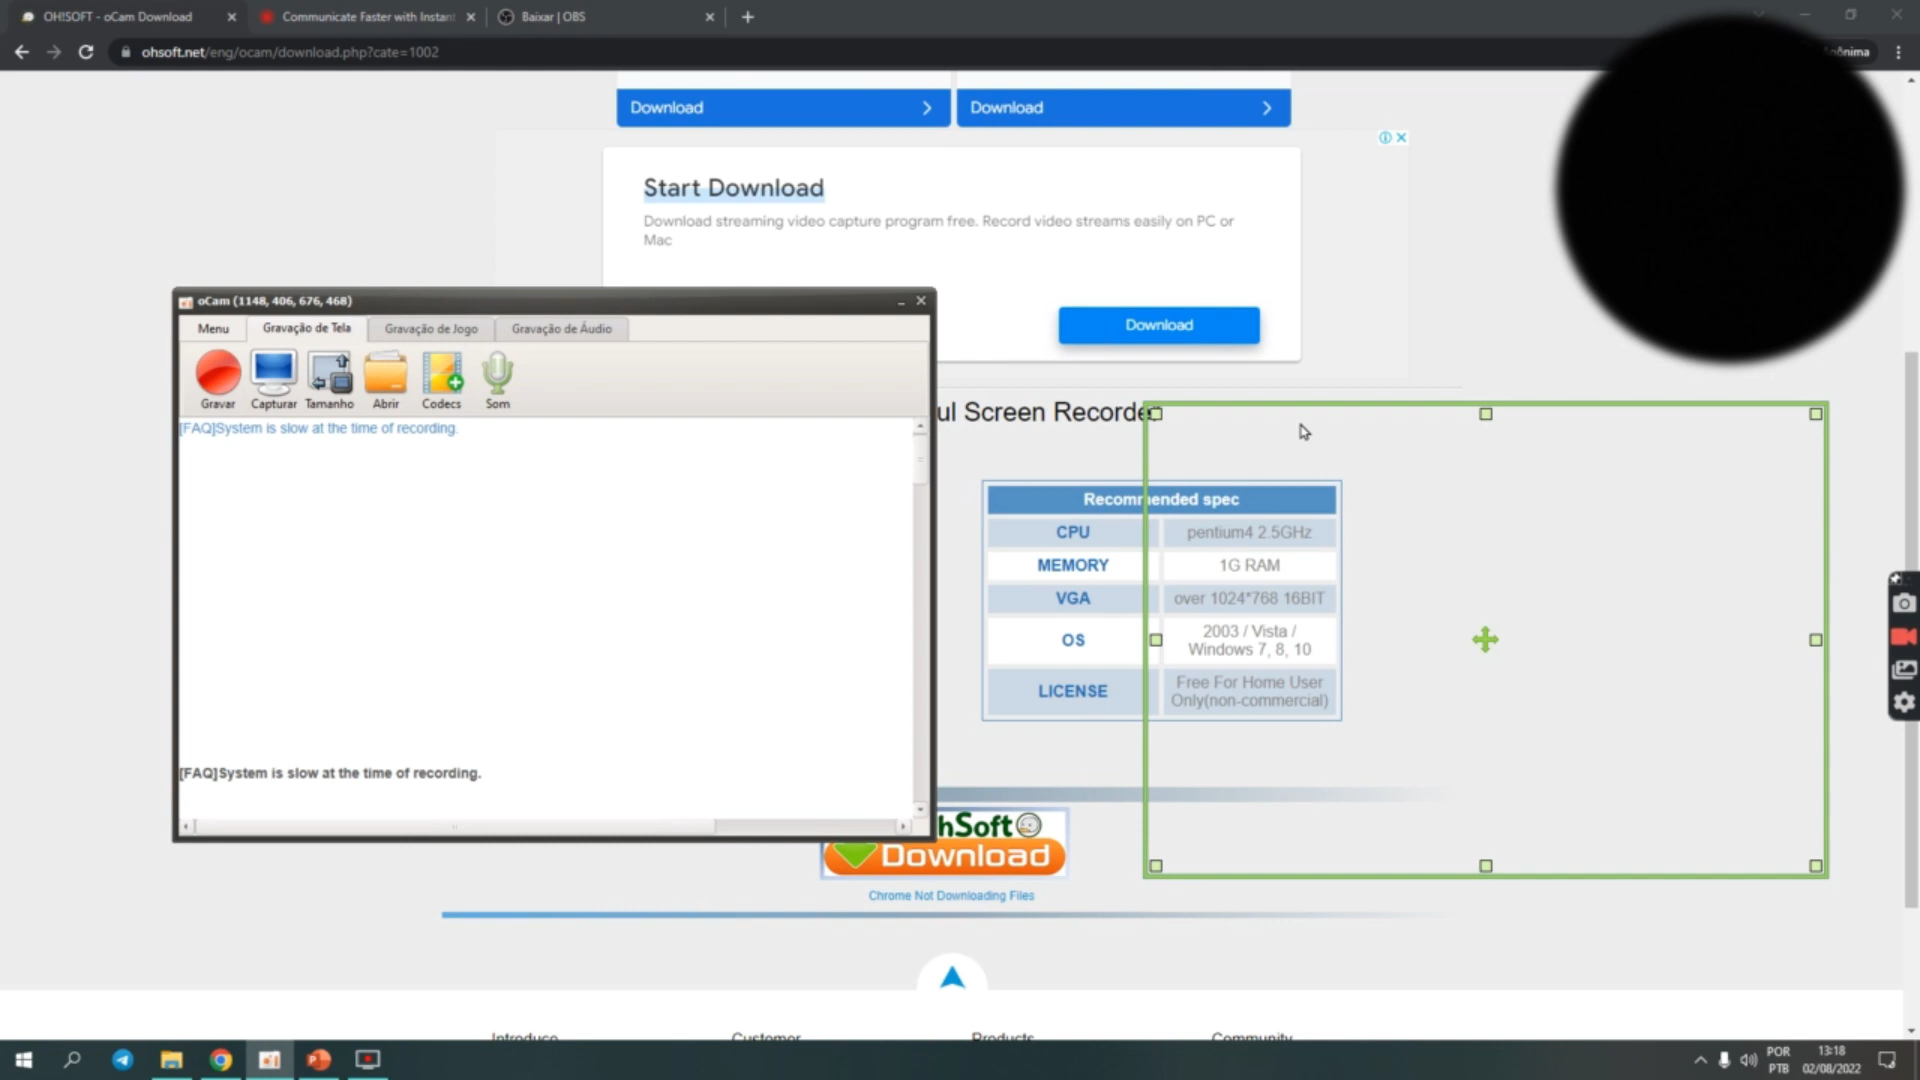 OH!SOFT - oCam Download
Communicate Faster with Instant
Baixar | OBS
ohsoft.net/eng/ocam/download.php?cate=1002
Download
Download
Start Download
Download streaming video capture program free. Record video streams easily on PC or
Mac
Download
oCam (1148, 406, 676, 468)
Menu
Gravação de Tela
Gravação de Jogo
Gravação de Áudio
Gravar
Capturar
Tamanho
Abrir
Codecs
Som
[FAQ]System is slow at the time of recording.
[FAQ]System is slow at the time of recording.
ul Screen Recorde
Recommended spec
CPU
pentium4 2.5GHz
MEMORY
1G RAM
VGA
over 1024*768 16BIT
OS
2003 / Vista /
Windows 7, 8, 10
LICENSE
Free For Home User
Only(non-commercial)
hSoft
Download
Chrome Not Downloading Files
Introduce
Customer
Products
Community
POR
PTB
13:18
02/08/2022